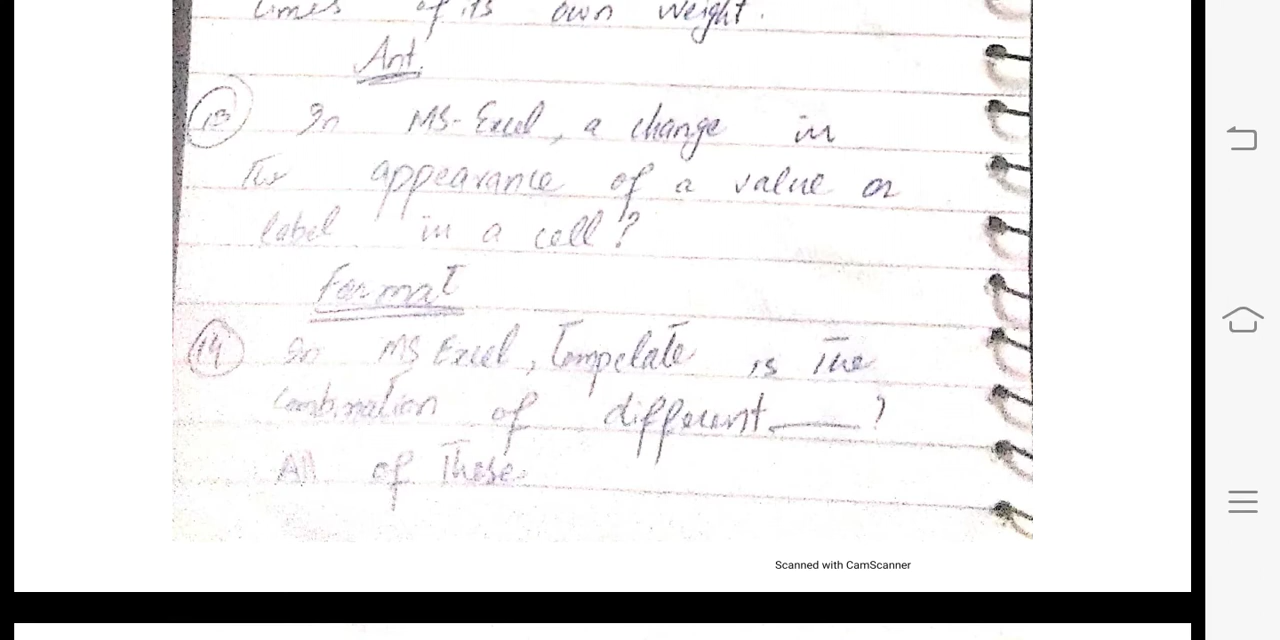 times of its own weight.
Ant.
13 In MS-Excel, a change in
The appearance of a value or
label in a cell?
Format
14 In MS Excel, Tempelate is The
Combination of different ___?
All of These
Scanned with CamScanner